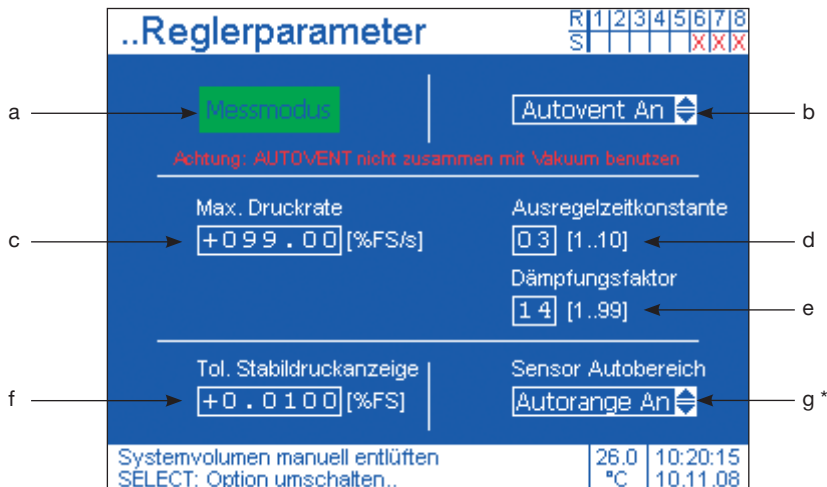 ..Reglerparameter
R 1 2 3 4 5 6 7 8
S X X X
a
Messmodus
Autovent An
b
Achtung: AUTOVENT nicht zusammen mit Vakuum benutzen
Max. Druckrate
Ausregelzeitkonstante
c
+099.00 [%FS/s]
03 [1..10]
d
Dämpfungsfaktor
14 [1..99]
e
Tol. Stabildruckanzeige
Sensor Autobereich
f
+0.0100 [%FS]
Autorange An
g *
Systemvolumen manuell entlüften
26.0
10:20:15
SELECT: Option umschalten..
°C
10.11.08